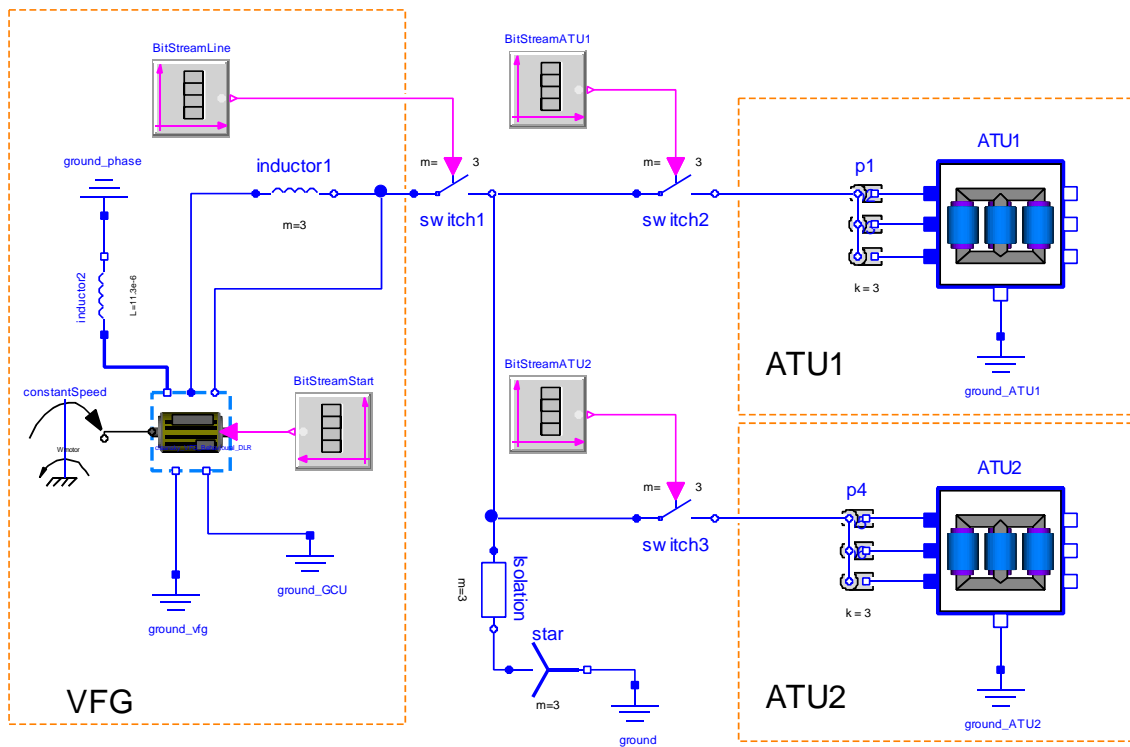 BitStreamLine
BitStreamATU1
ground_phase
inductor1
m=3
m=
3
switch1
m=
3
switch2
p1
k = 3
ATU1
ATU1
ground_ATU1
inductor2
L=11.3e-6
constantSpeed
BitStreamStart
BitStreamATU2
m=
3
switch3
p4
k = 3
ATU2
ATU2
ground_ATU2
ground_GCU
ground_vfg
VFG
Isolation
m=3
star
m=3
ground